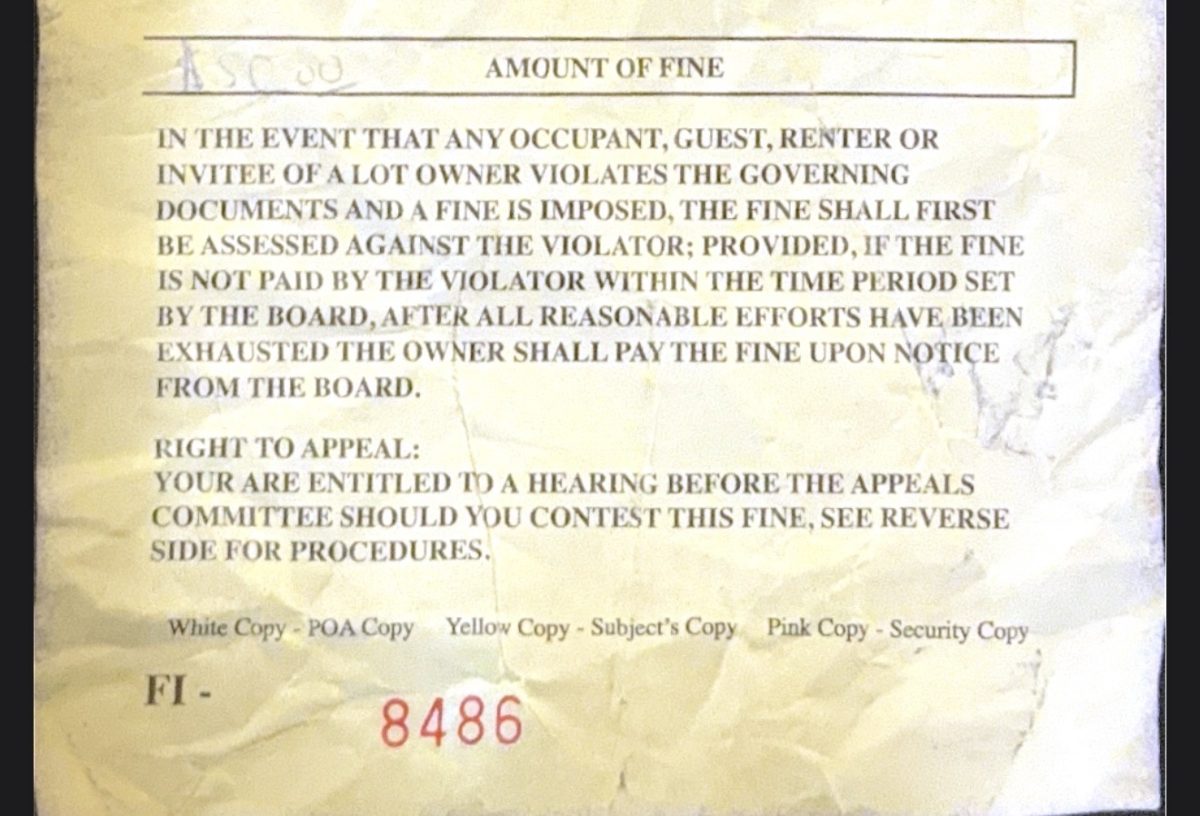 AMOUNT OF FINE
IN THE EVENT THAT ANY OCCUPANT, GUEST, RENTER OR
INVITEE OF A LOT OWNER VIOLATES THE GOVERNING
DOCUMENTS AND A FINE IS IMPOSED, THE FINE SHALL FIRST
BE ASSESSED AGAINST THE VIOLATOR; PROVIDED, IF THE FINE
IS NOT PAID BY THE VIOLATOR WITHIN THE TIME PERIOD SET
BY THE BOARD, AFTER ALL REASONABLE EFFORTS HAVE BEEN
EXHAUSTED THE OWNER SHALL PAY THE FINE UPON NOTICE
FROM THE BOARD.
RIGHT TO APPEAL:
YOUR ARE ENTITLED TO A HEARING BEFORE THE APPEALS
COMMITTEE SHOULD YOU CONTEST THIS FINE, SEE REVERSE
SIDE FOR PROCEDURES.
White Copy - POA Copy Yellow Copy - Subject's Copy Pink Copy - Security Copy
FI -
8486